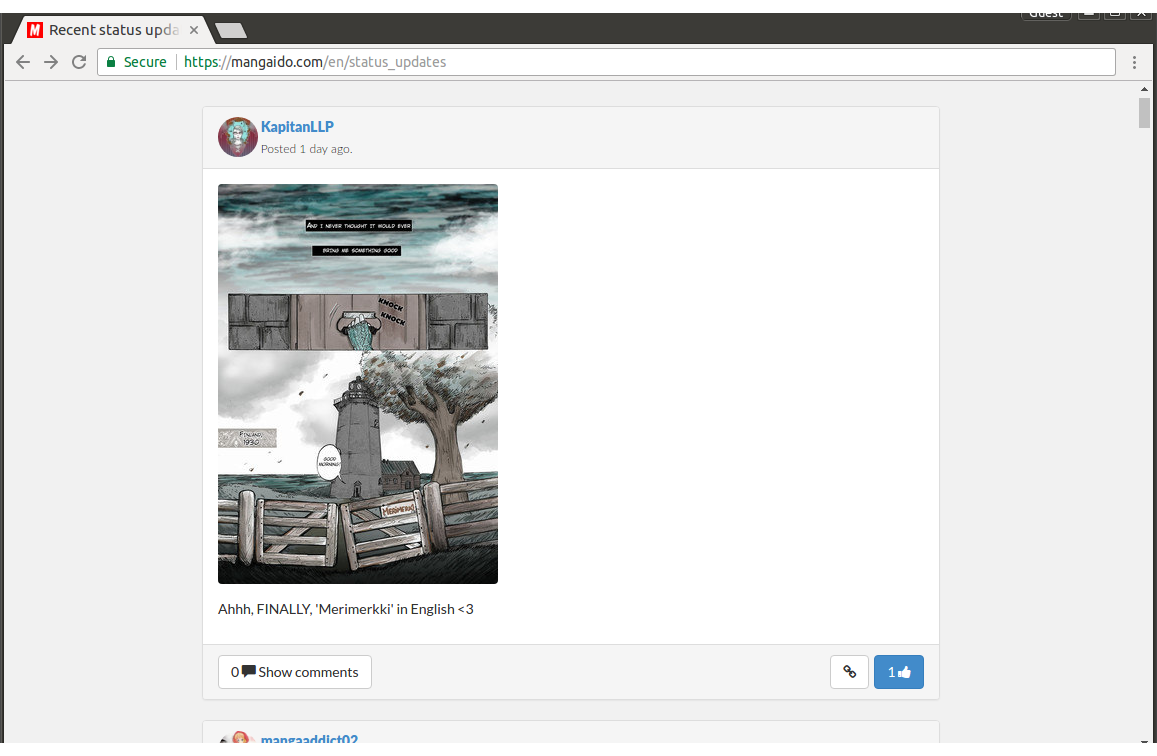 Guest
Recent status upda
Secure
https://mangaido.com/en/status_updates
KapitanLLP
Posted 1 day ago.
AND I NEVER THOUGHT IT WOULD EVER
BRING ME SOMETHING GOOD
KNOCK
KNOCK
FINLAND,
1930
GOOD
MORNING!
MERIMERKKI
Ahhh, FINALLY, 'Merimerkki' in English <3
0 Show comments
1
mangaaddict02